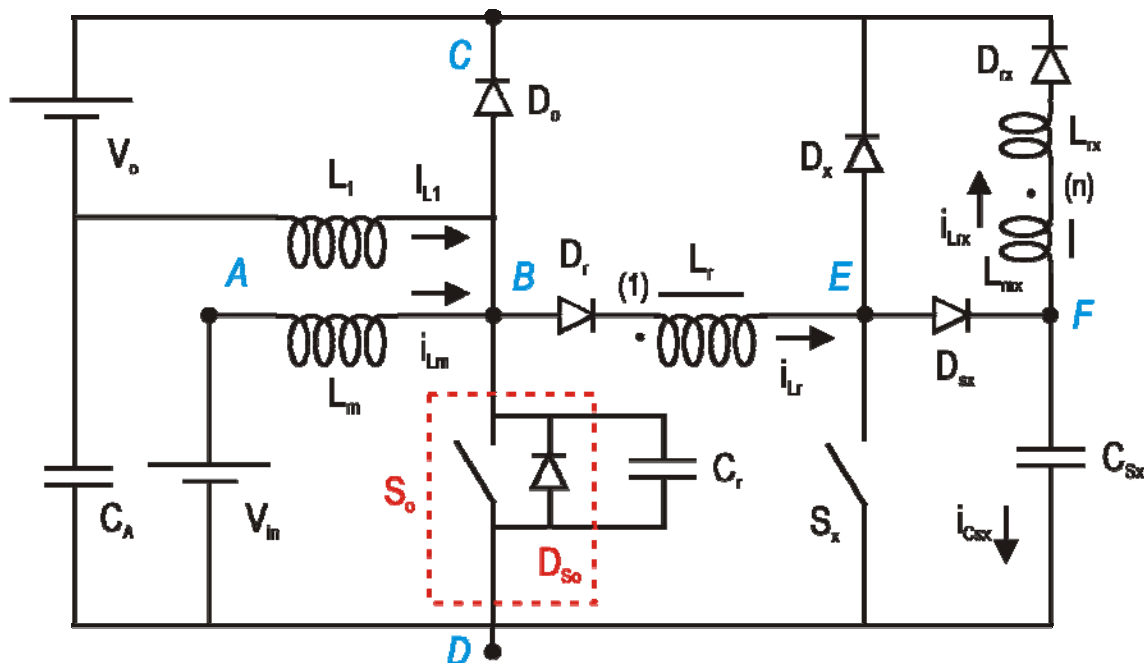 C
Do
Drx
Vo
Dx
Lrx
L1
IL1
(n)
iLrx
A
B
Dr
(1)
Lr
E
Lmx
F
iLm
iLr
Dsx
Lm
CA
Vin
So
Cr
Sx
CSx
iCsx
DSo
D